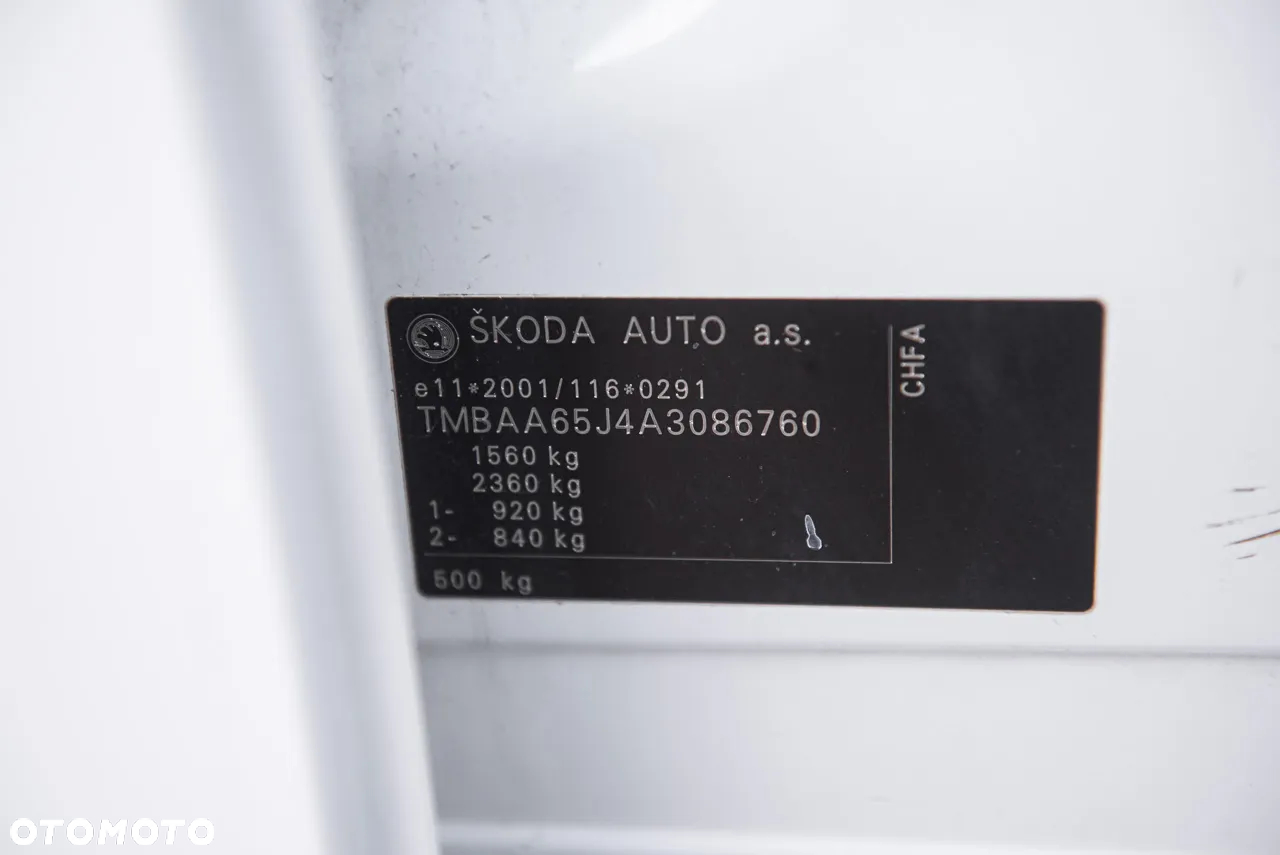 ŠKODA AUTO a.s.
e11*2001/116*0291
TMBAA65J4A3086760
1560 kg
2360 kg
1- 920 kg
2- 840 kg
500 kg
CHFA
OTOMOTO